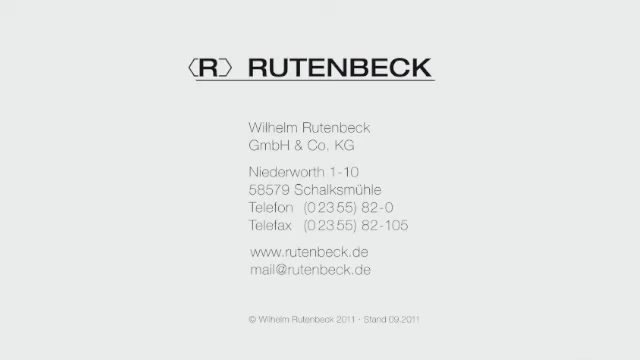 R RUTENBECK
Wilhelm Rutenbeck
GmbH & Co. KG
Niederworth 1-10
58579 Schalksmühle
Telefon (0 23 55) 82-0
Telefax (0 23 55) 82-105
www.rutenbeck.de
mail@rutenbeck.de
© Wilhelm Rutenbeck 2011 - Stand 09.2011